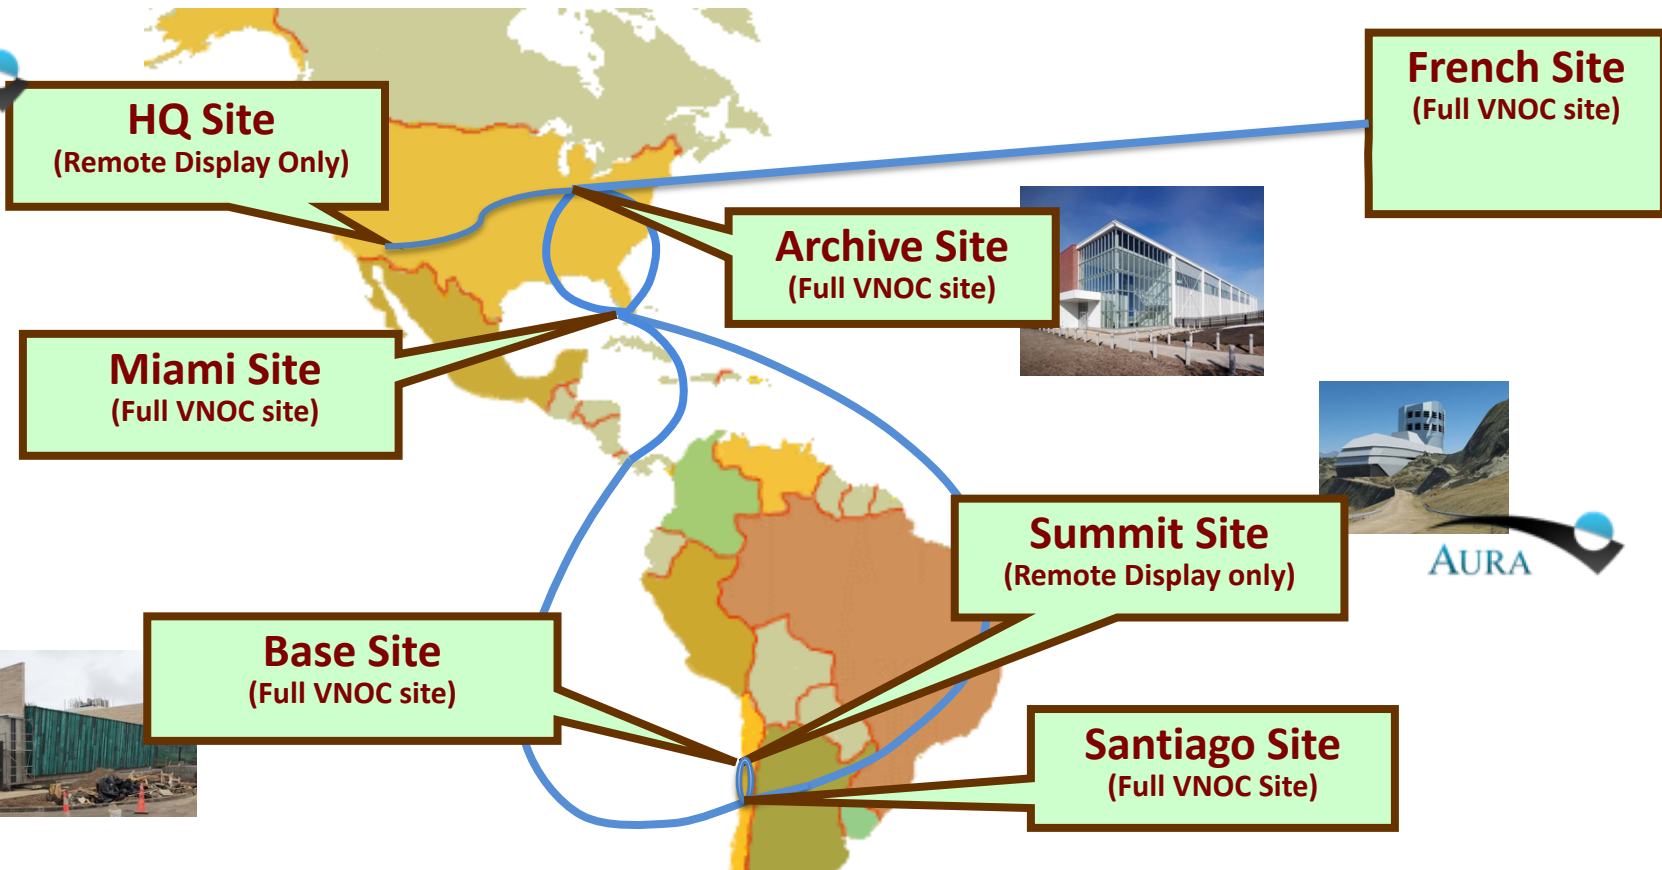 French Site
(Full VNOC site)
HQ Site
(Remote Display Only)
Archive Site
(Full VNOC site)
Miami Site
(Full VNOC site)
Summit Site
(Remote Display only)
AURA
Base Site
(Full VNOC site)
Santiago Site
(Full VNOC Site)